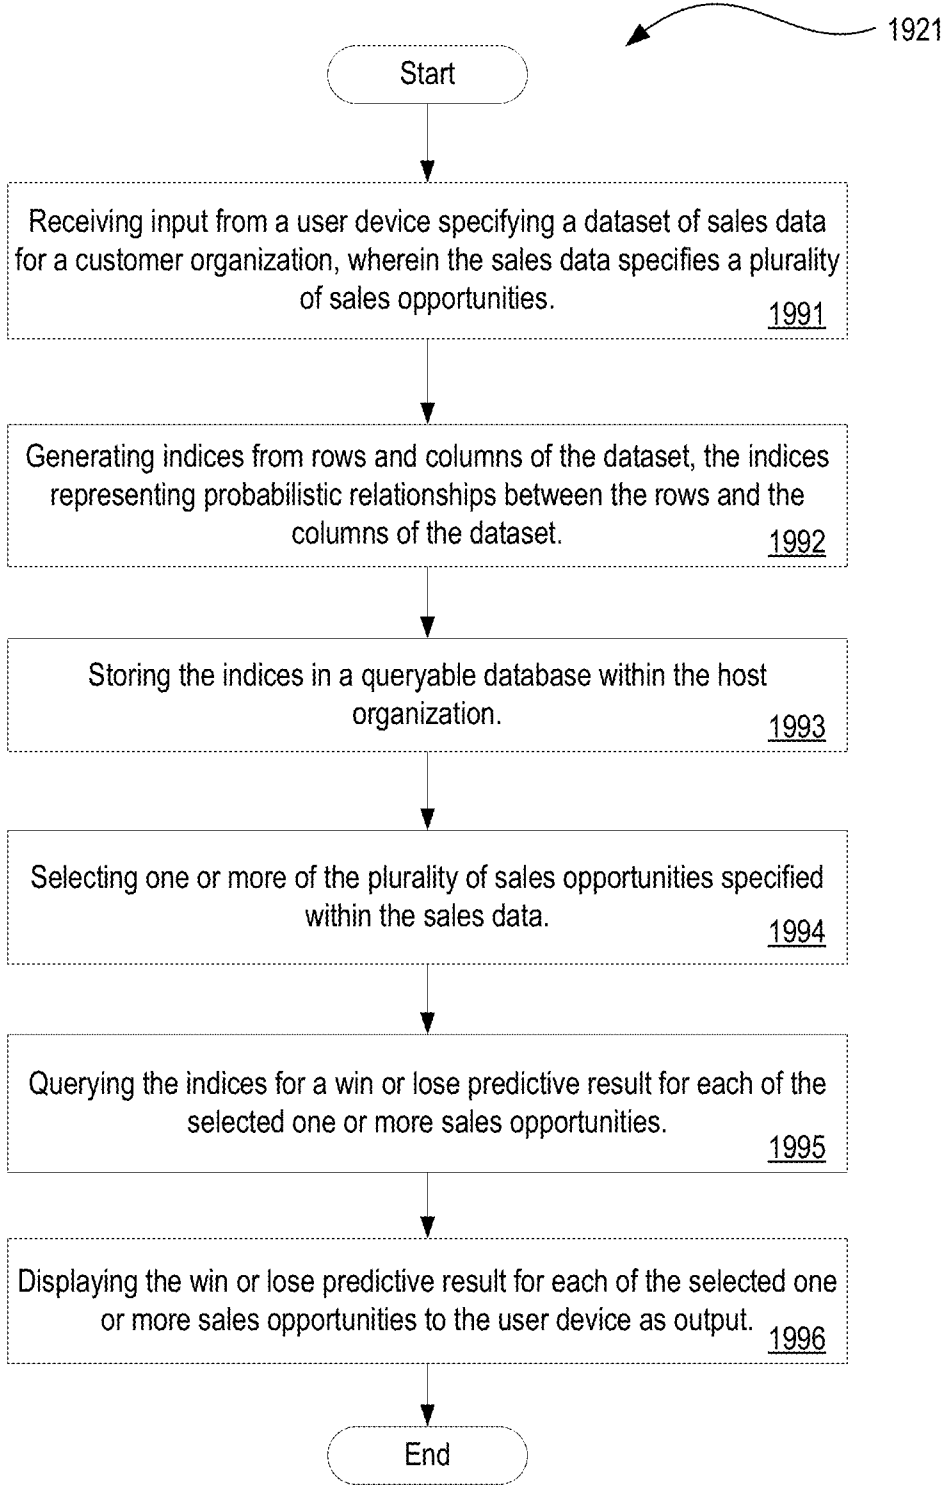 1921
Start
Receiving input from a user device specifying a dataset of sales data
for a customer organization, wherein the sales data specifies a plurality
of sales opportunities.
1991
Generating indices from rows and columns of the dataset, the indices
representing probabilistic relationships between the rows and the
columns of the dataset.
1992
Storing the indices in a queryable database within the host
organization.
1993
Selecting one or more of the plurality of sales opportunities specified
within the sales data.
1994
Querying the indices for a win or lose predictive result for each of the
selected one or more sales opportunities.
1995
Displaying the win or lose predictive result for each of the selected one
or more sales opportunities to the user device as output.
1996
End